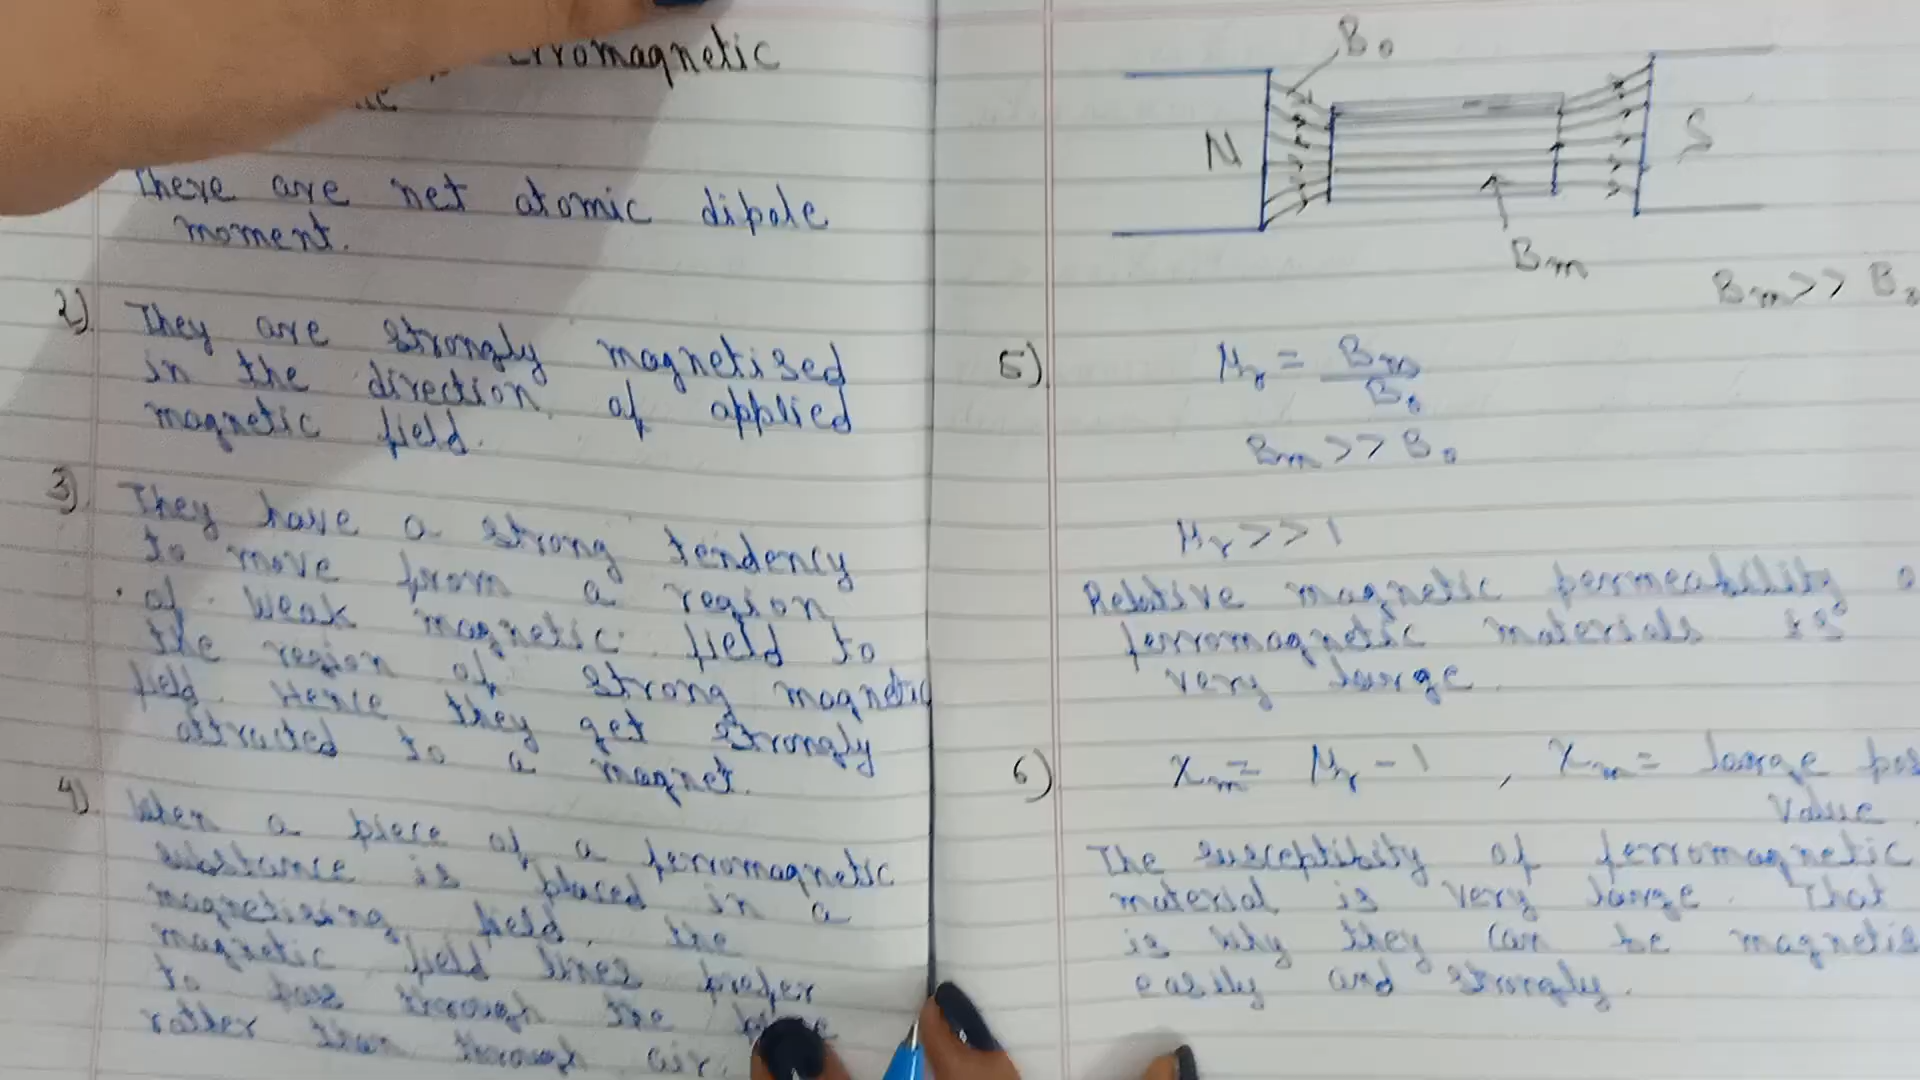 romagnetic
There are net atomic dipole
moment.
2) They are strongly magnetised
in the direction of applied
magnetic field.
3) They have a strong tendency
to move from a region
of weak magnetic field to
the region of strong magnetic
field. Hence they get strongly
attracted to a magnet.
4) When a piece of a ferromagnetic
substance is placed in a
magnetising field, the
magnetic field lines prefer
to pass through the
rather than through air.
B₀
N
S
Bm
Bm >> B₀
5) μr = Bm
B₀
Bm >> B₀
μr >> 1
Relative magnetic permeability
ferromagnetic materials is
very large.
6) χm = μr - 1 , χm = large
value.
The susceptibility of ferromagnetic
material is very large. That
is why they can be
easily and strongly.